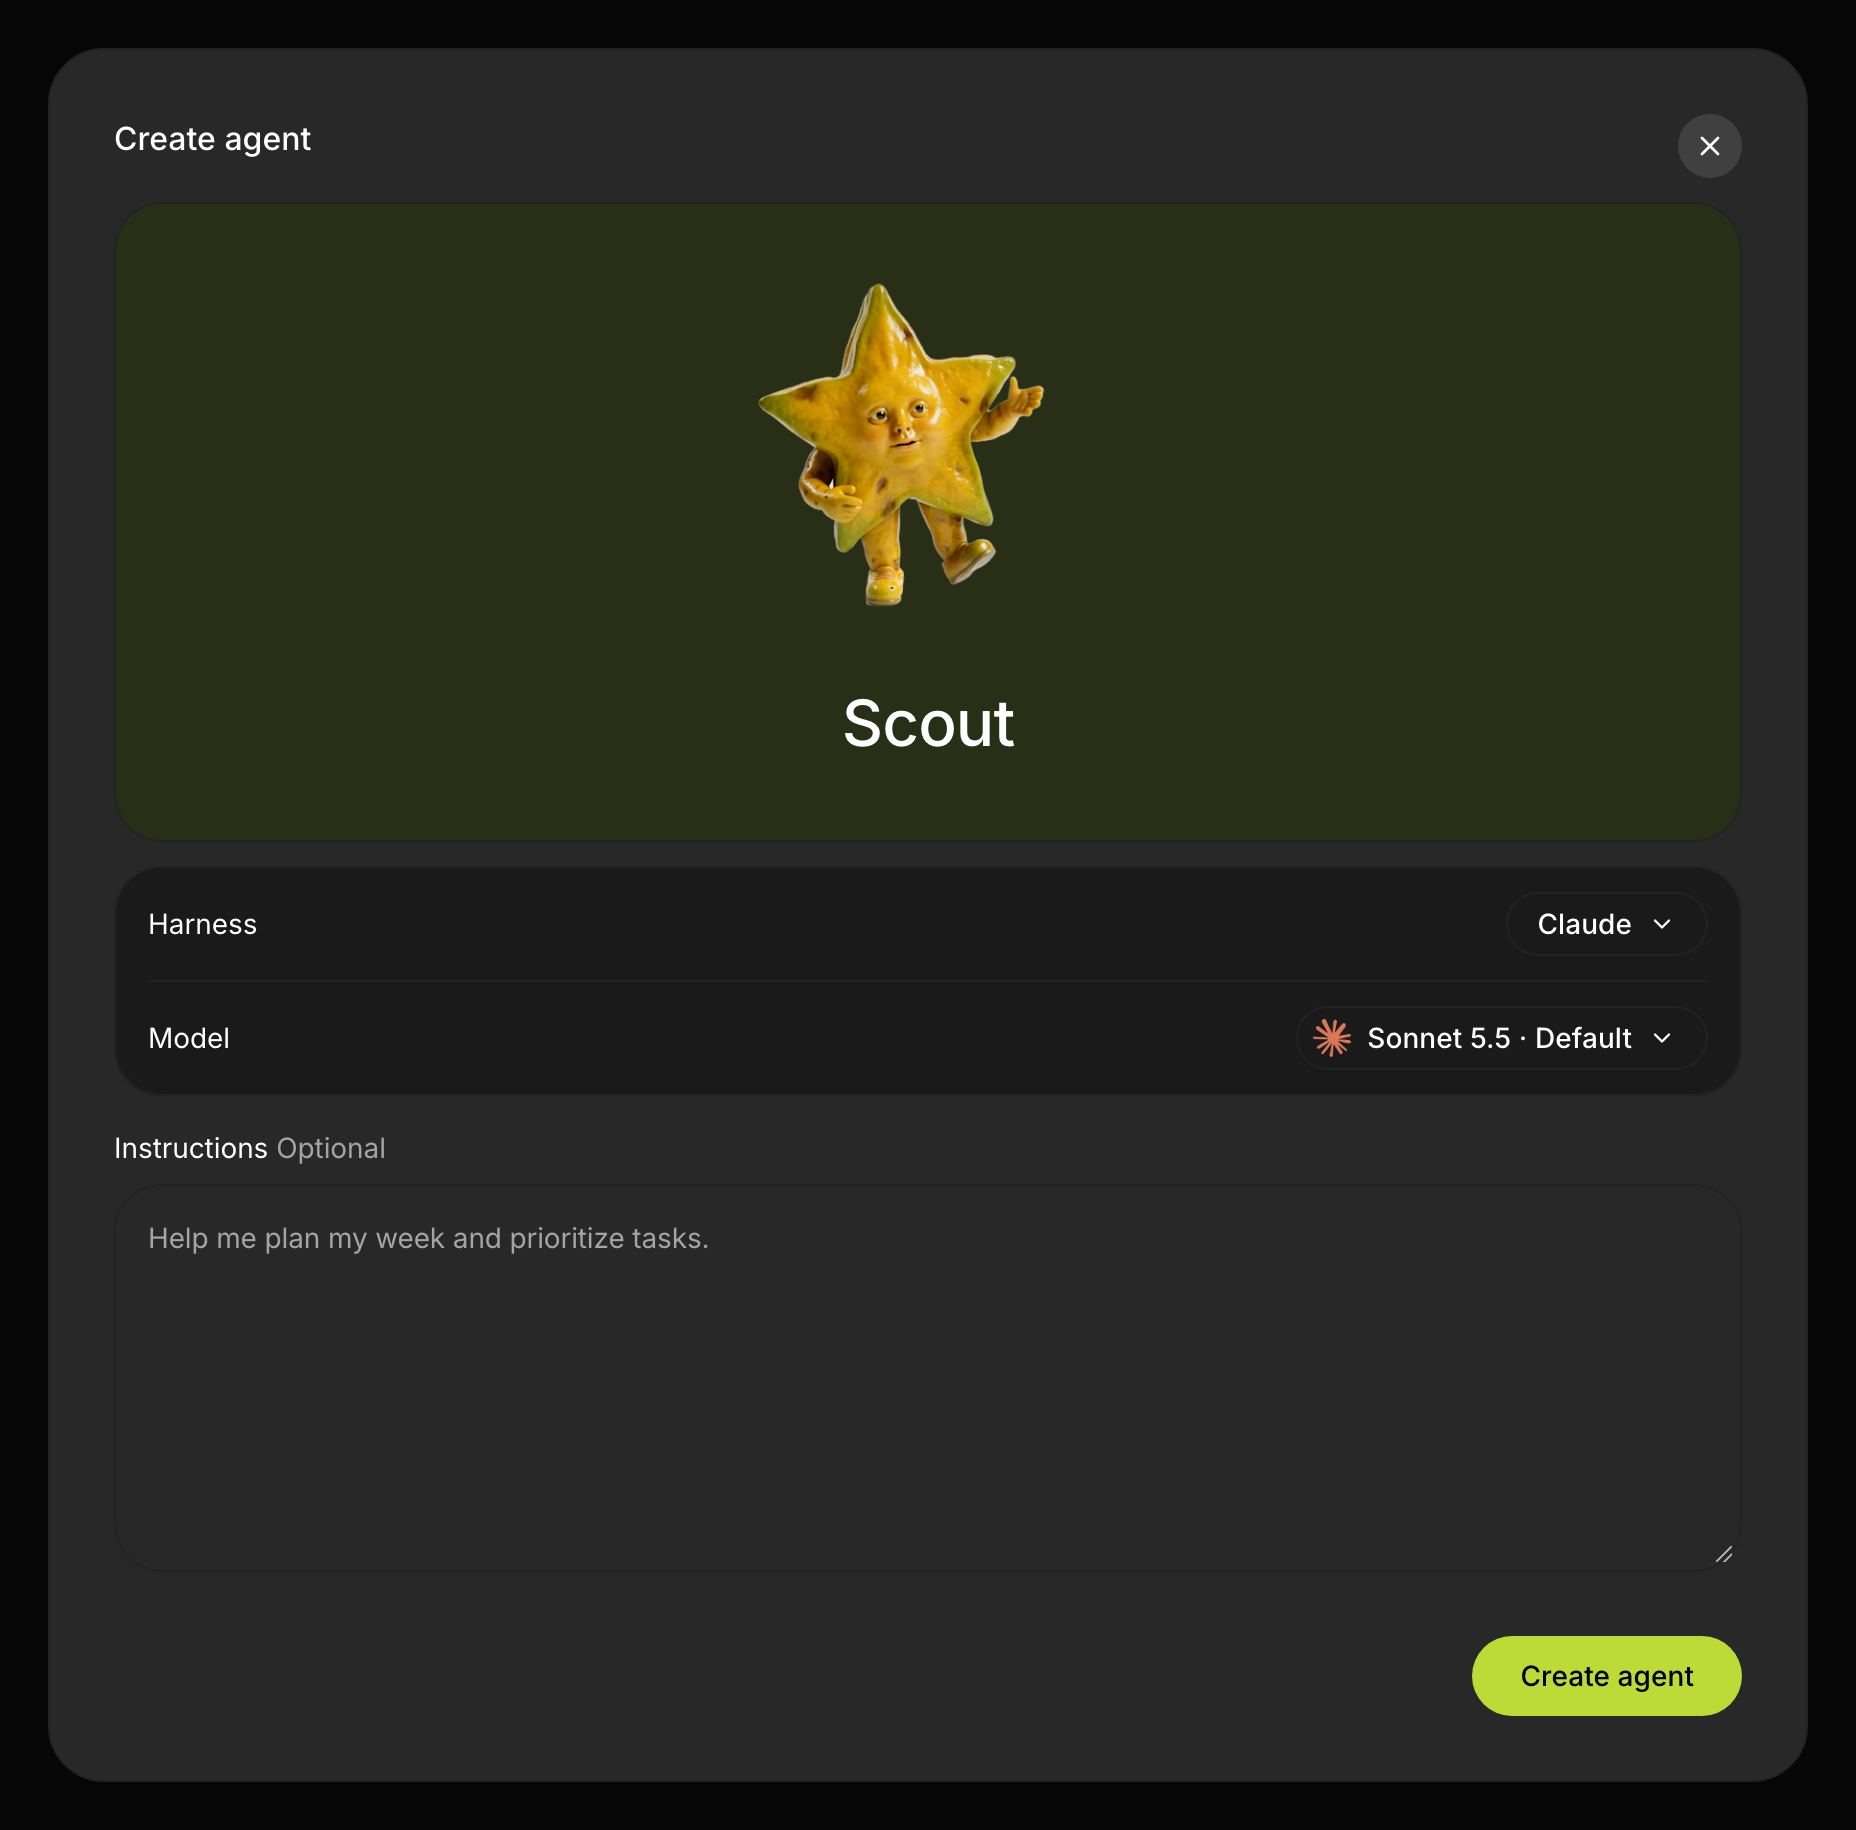 Create agent
Scout
Harness
Claude
Model
Sonnet 5.5 · Default
Instructions Optional
Help me plan my week and prioritize tasks.
Create agent